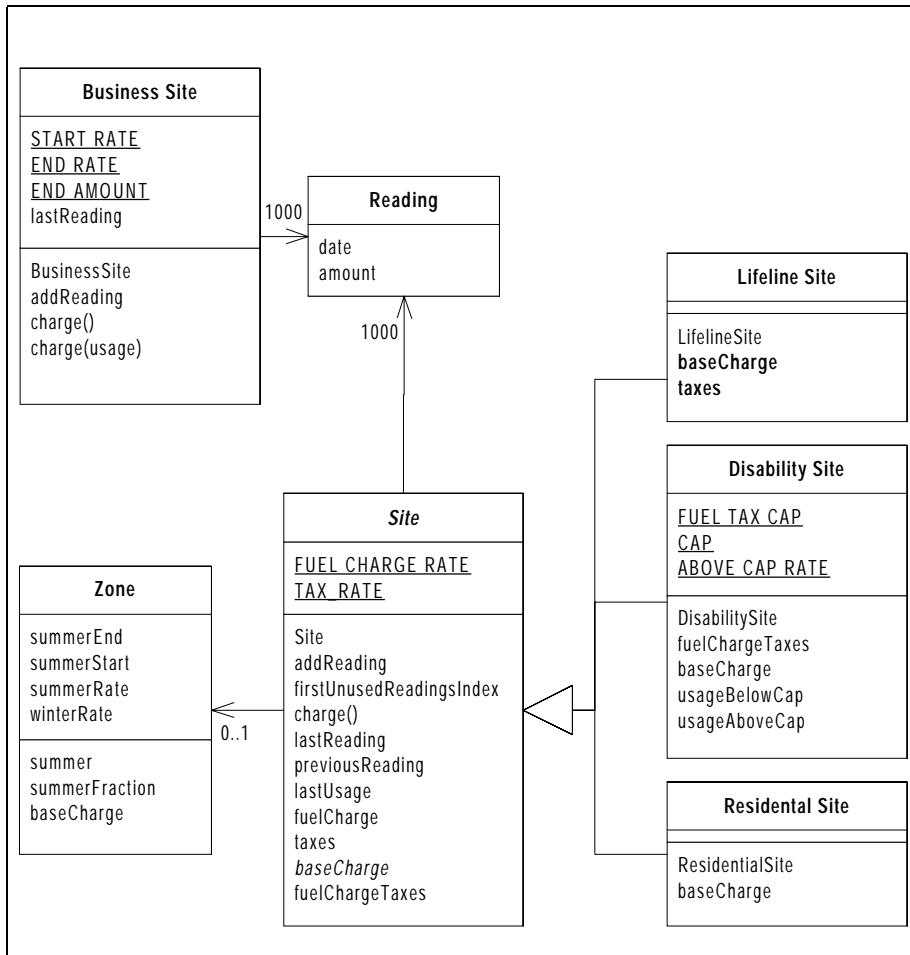 Business Site
START RATE
END RATE
END AMOUNT
lastReading
BusinessSite
addReading
charge()
charge(usage)
1000
Reading
date
amount
1000
Lifeline Site
LifelineSite
baseCharge
taxes
Disability Site
FUEL TAX CAP
CAP
ABOVE CAP RATE
DisabilitySite
fuelChargeTaxes
baseCharge
usageBelowCap
usageAboveCap
Site
FUEL CHARGE RATE
TAX_RATE
Site
addReading
firstUnusedReadingsIndex
charge()
lastReading
previousReading
lastUsage
fuelCharge
taxes
baseCharge
fuelChargeTaxes
Zone
summerEnd
summerStart
summerRate
winterRate
summer
summerFraction
baseCharge
0..1
Residental Site
ResidentialSite
baseCharge